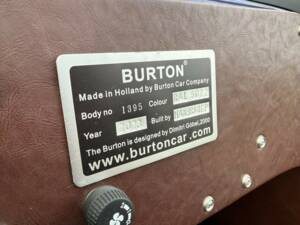 BURTON®
Made in Holland by Burton Car Company
Body no 1395 Colour
Year Built by
The Burton is designed by Dimitri Göbel, 2000
www.burtoncar.com